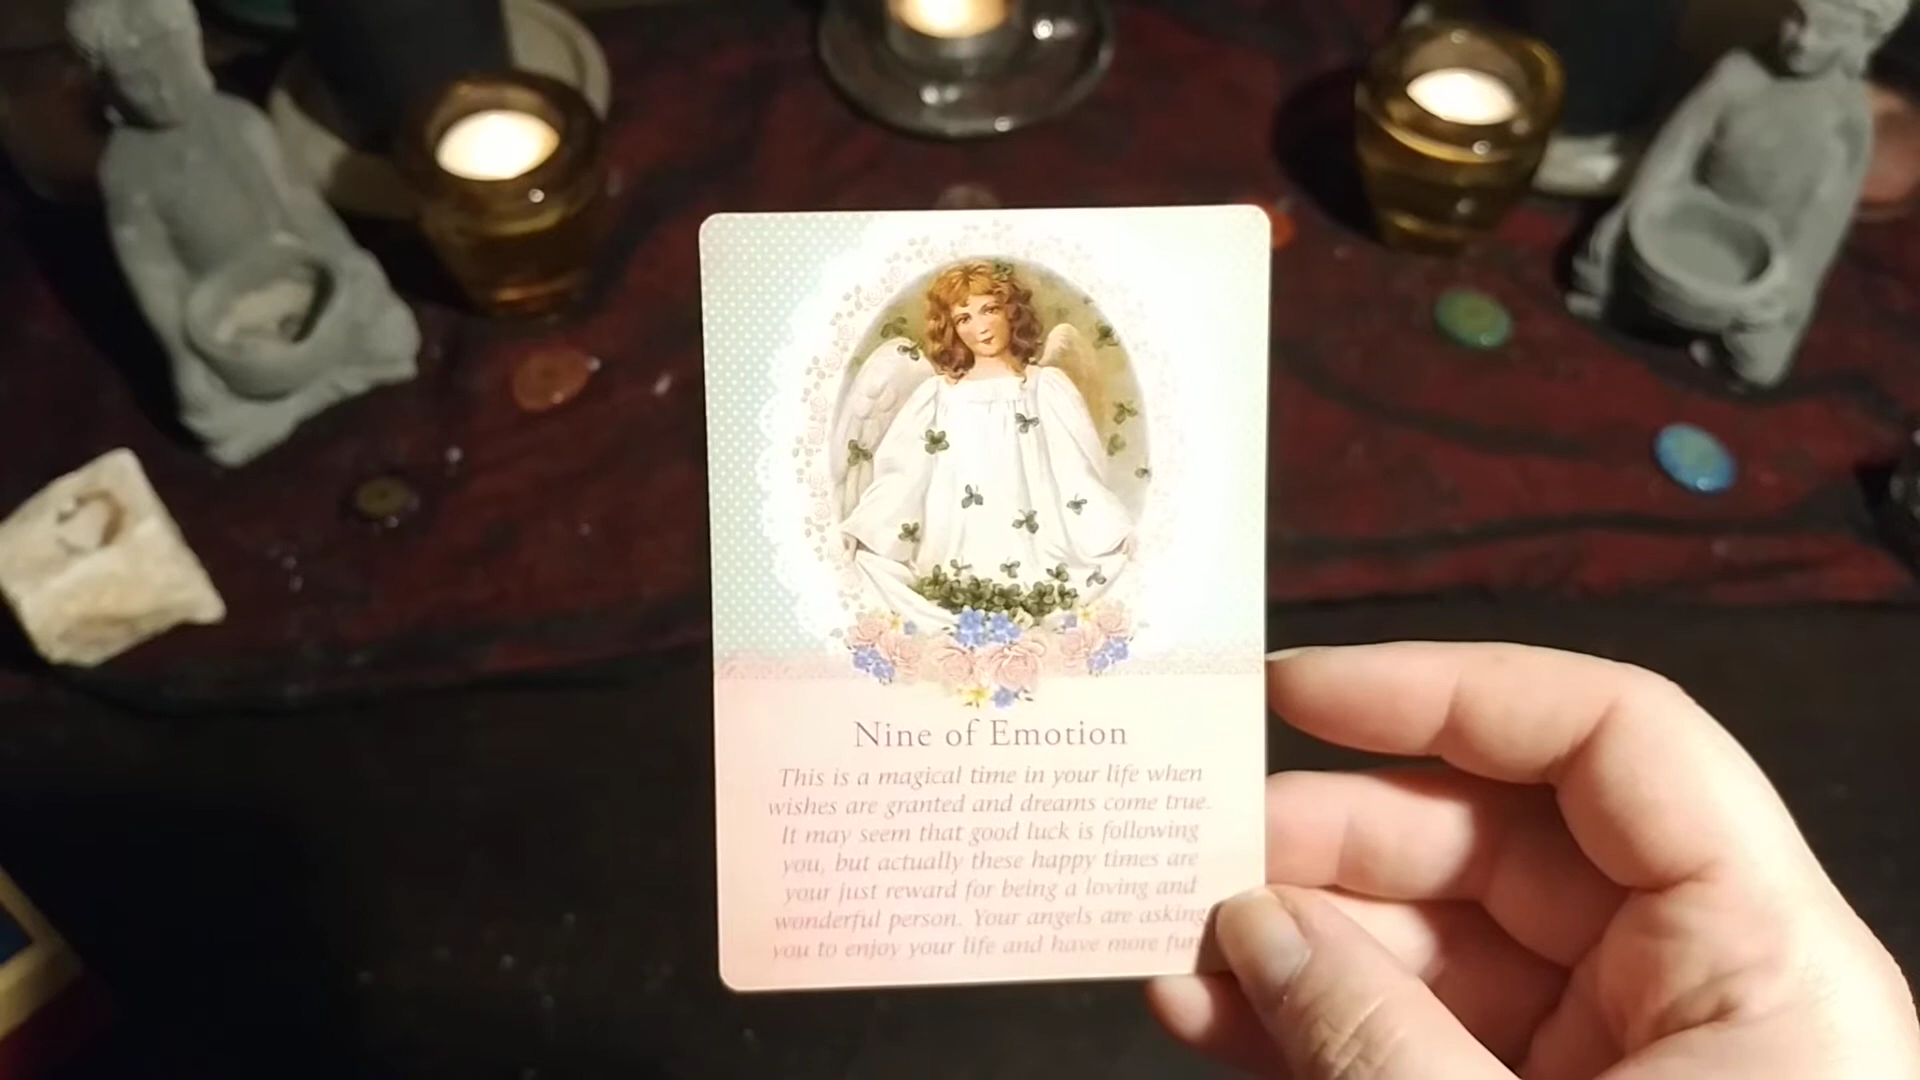 Nine of Emotion
This is a magical time in your life when
wishes are granted and dreams come true.
It may seem that good luck is following
you, but actually these happy times are
your just reward for being a loving and
wonderful person. Your angels are asking
you to enjoy your life and have more fun